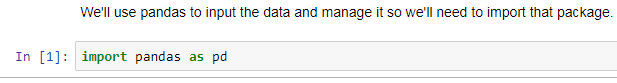 We'll use pandas to input the data and manage it so we'll need to import that package.
In [1]: import pandas as pd